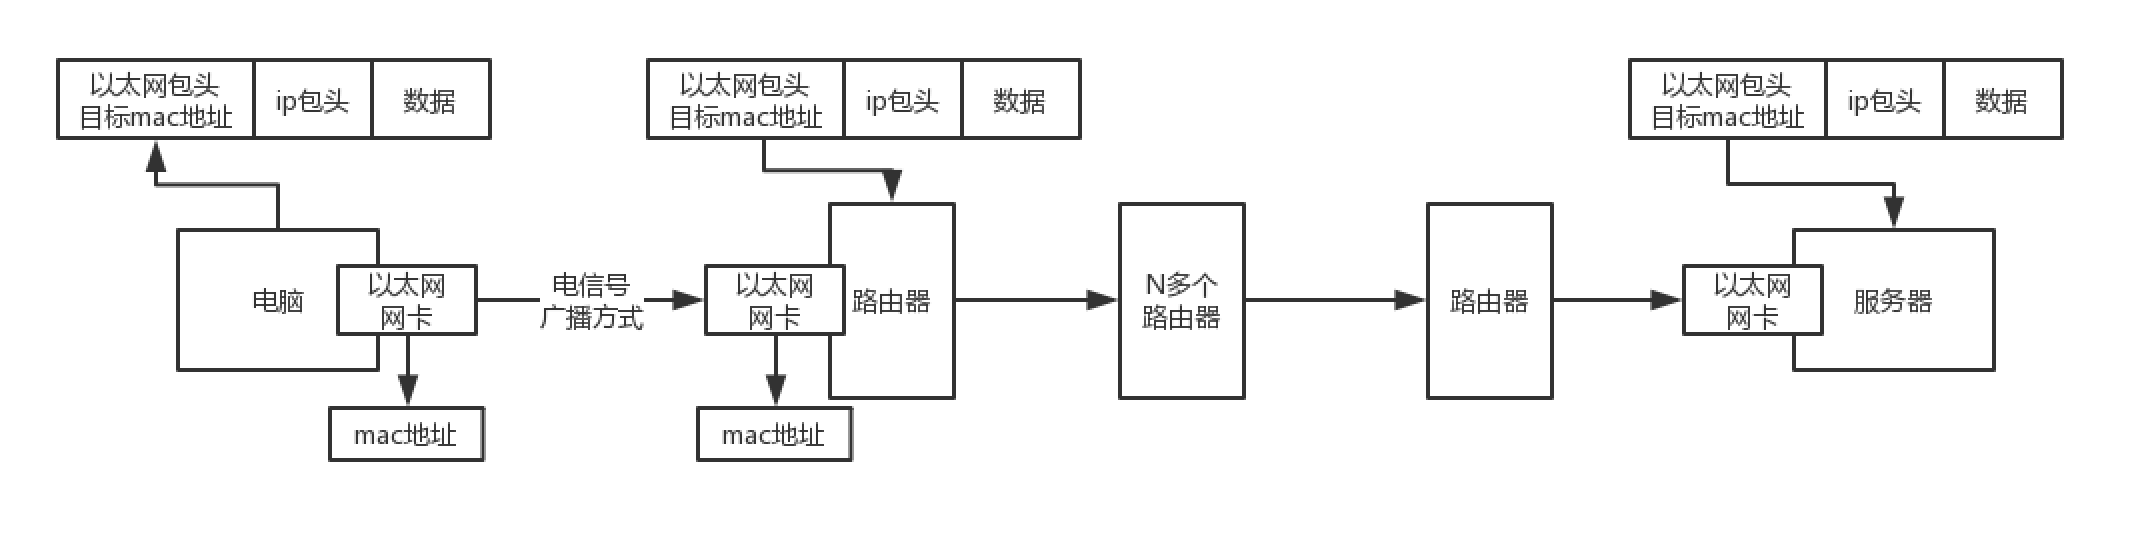 以太网包头
目标mac地址
ip包头
数据
以太网包头
目标mac地址
ip包头
数据
以太网包头
目标mac地址
ip包头
数据
电脑
以太网
网卡
电信号
广播方式
以太网
网卡
路由器
N多个
路由器
路由器
以太网
网卡
服务器
mac地址
mac地址